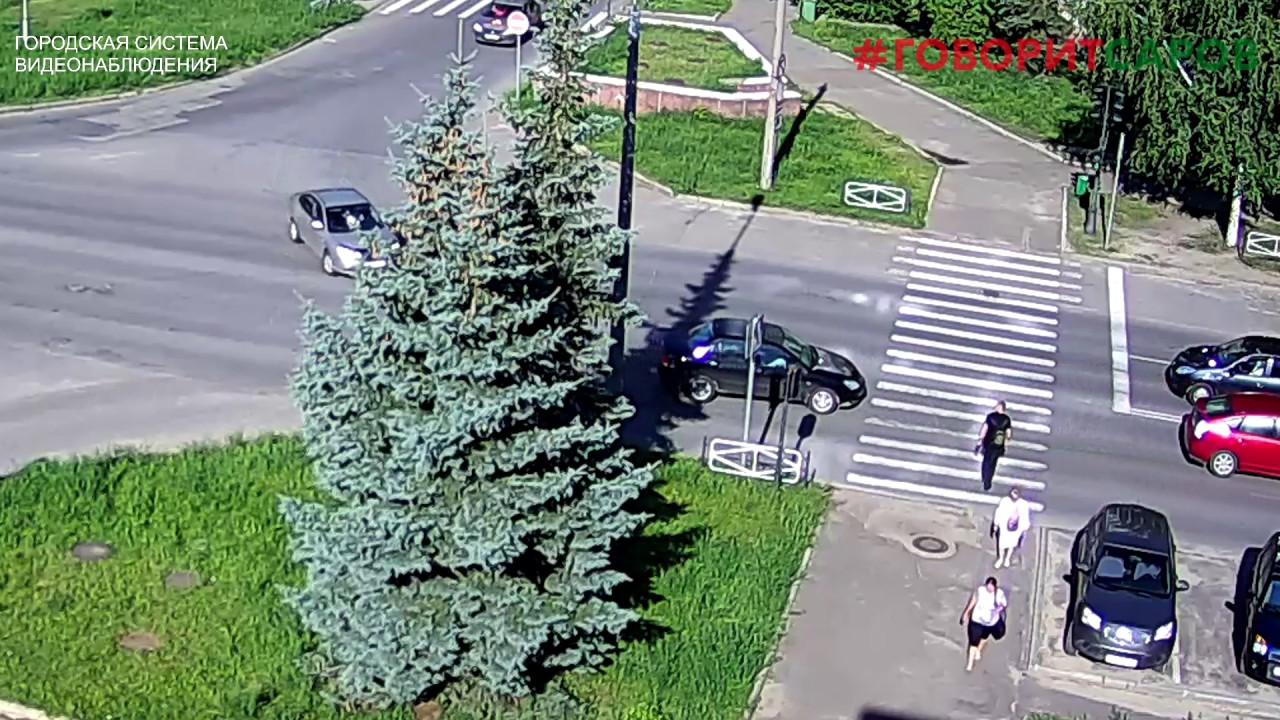 ГОРОДСКАЯ СИСТЕМА
ВИДЕОНАБЛЮДЕНИЯ
#ГОВОРИТСАРОВ